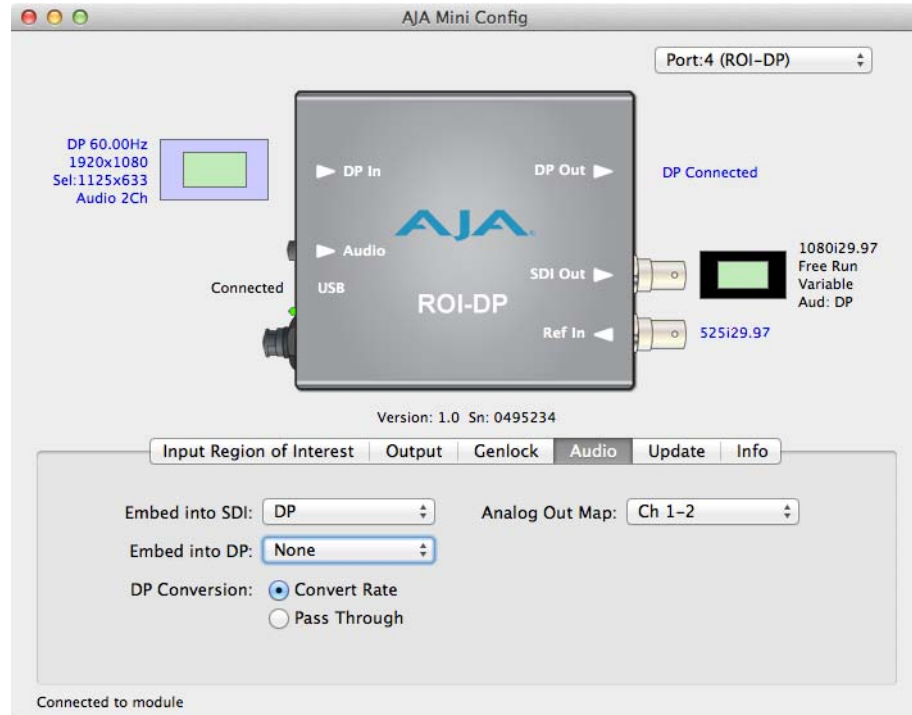 AJA Mini Config
Port:4 (ROI-DP)
DP 60.00Hz
1920x1080
Sel:1125x633
Audio 2Ch
DP In
DP Out
DP Connected
AJA
Audio
Connected
USB
SDI Out
ROI-DP
1080i29.97
Free Run
Variable
Aud: DP
Ref In
525i29.97
Version: 1.0 Sn: 0495234
Input Region of Interest
Output
Genlock
Audio
Update
Info
Embed into SDI: DP
Analog Out Map: Ch 1-2
Embed into DP: None
DP Conversion: Convert Rate
Pass Through
Connected to module